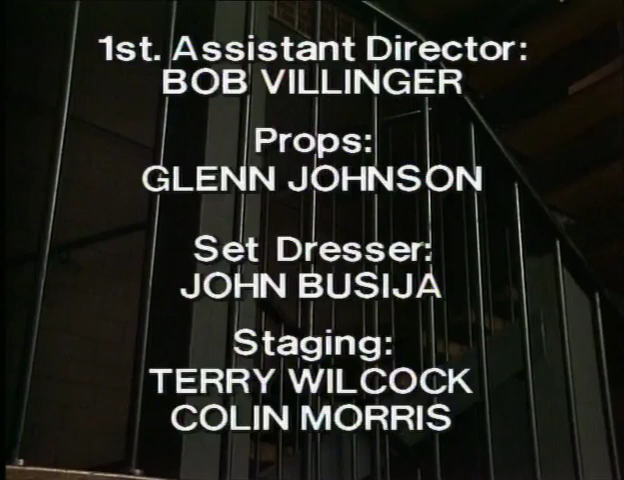 1st. Assistant Director:
BOB VILLINGER
Props:
GLENN JOHNSON
Set Dresser:
JOHN BUSIJA
Staging:
TERRY WILCOCK
COLIN MORRIS